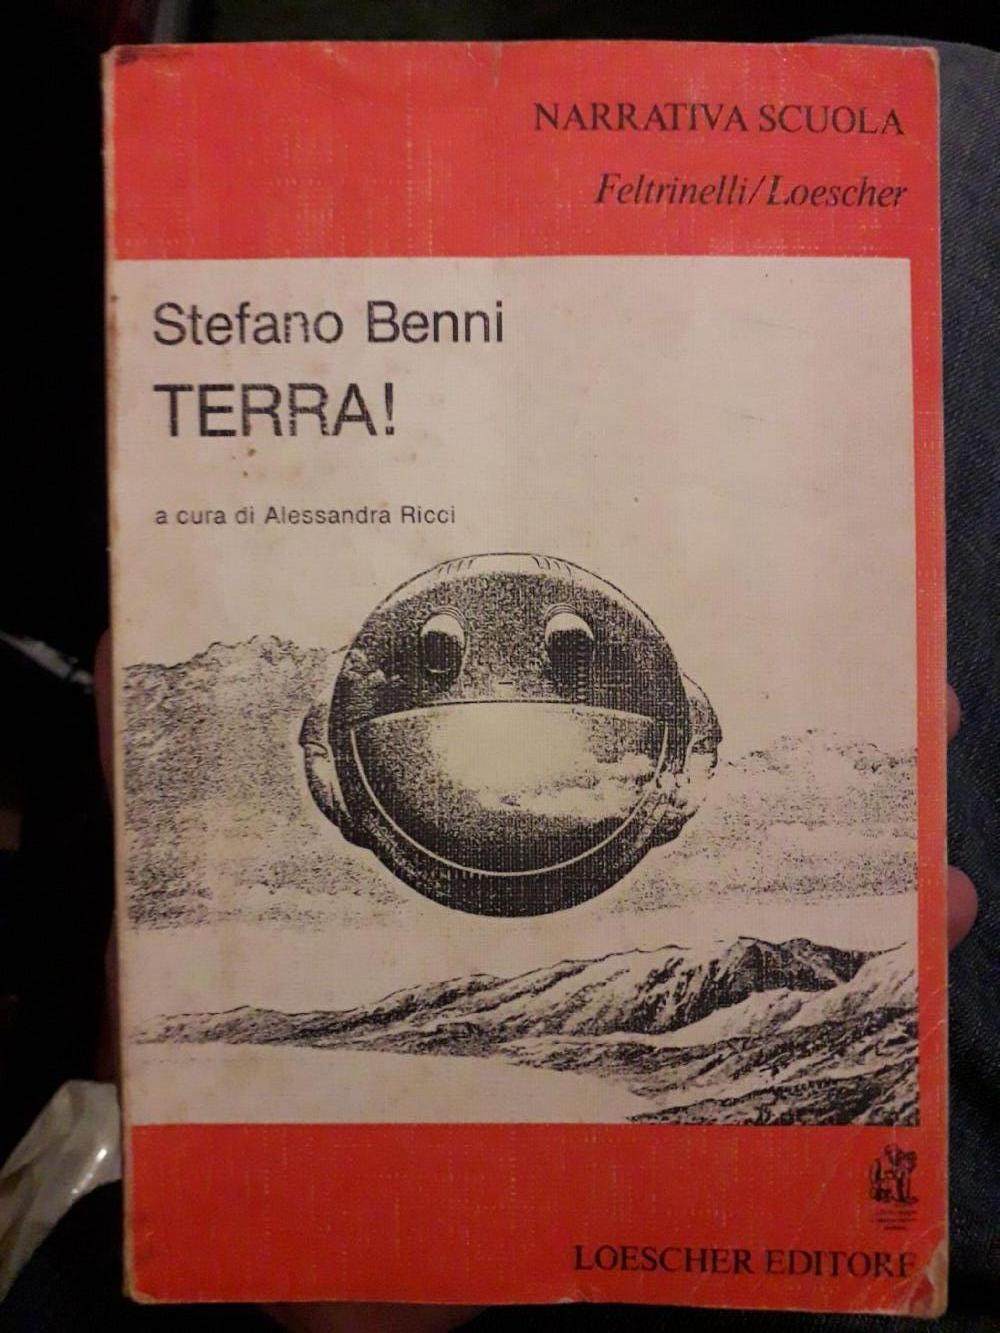 NARRATIVA SCUOLA
Feltrinelli/Loescher
Stefano Benni
TERRA!
a cura di Alessandra Ricci
LOESCHER EDITORE